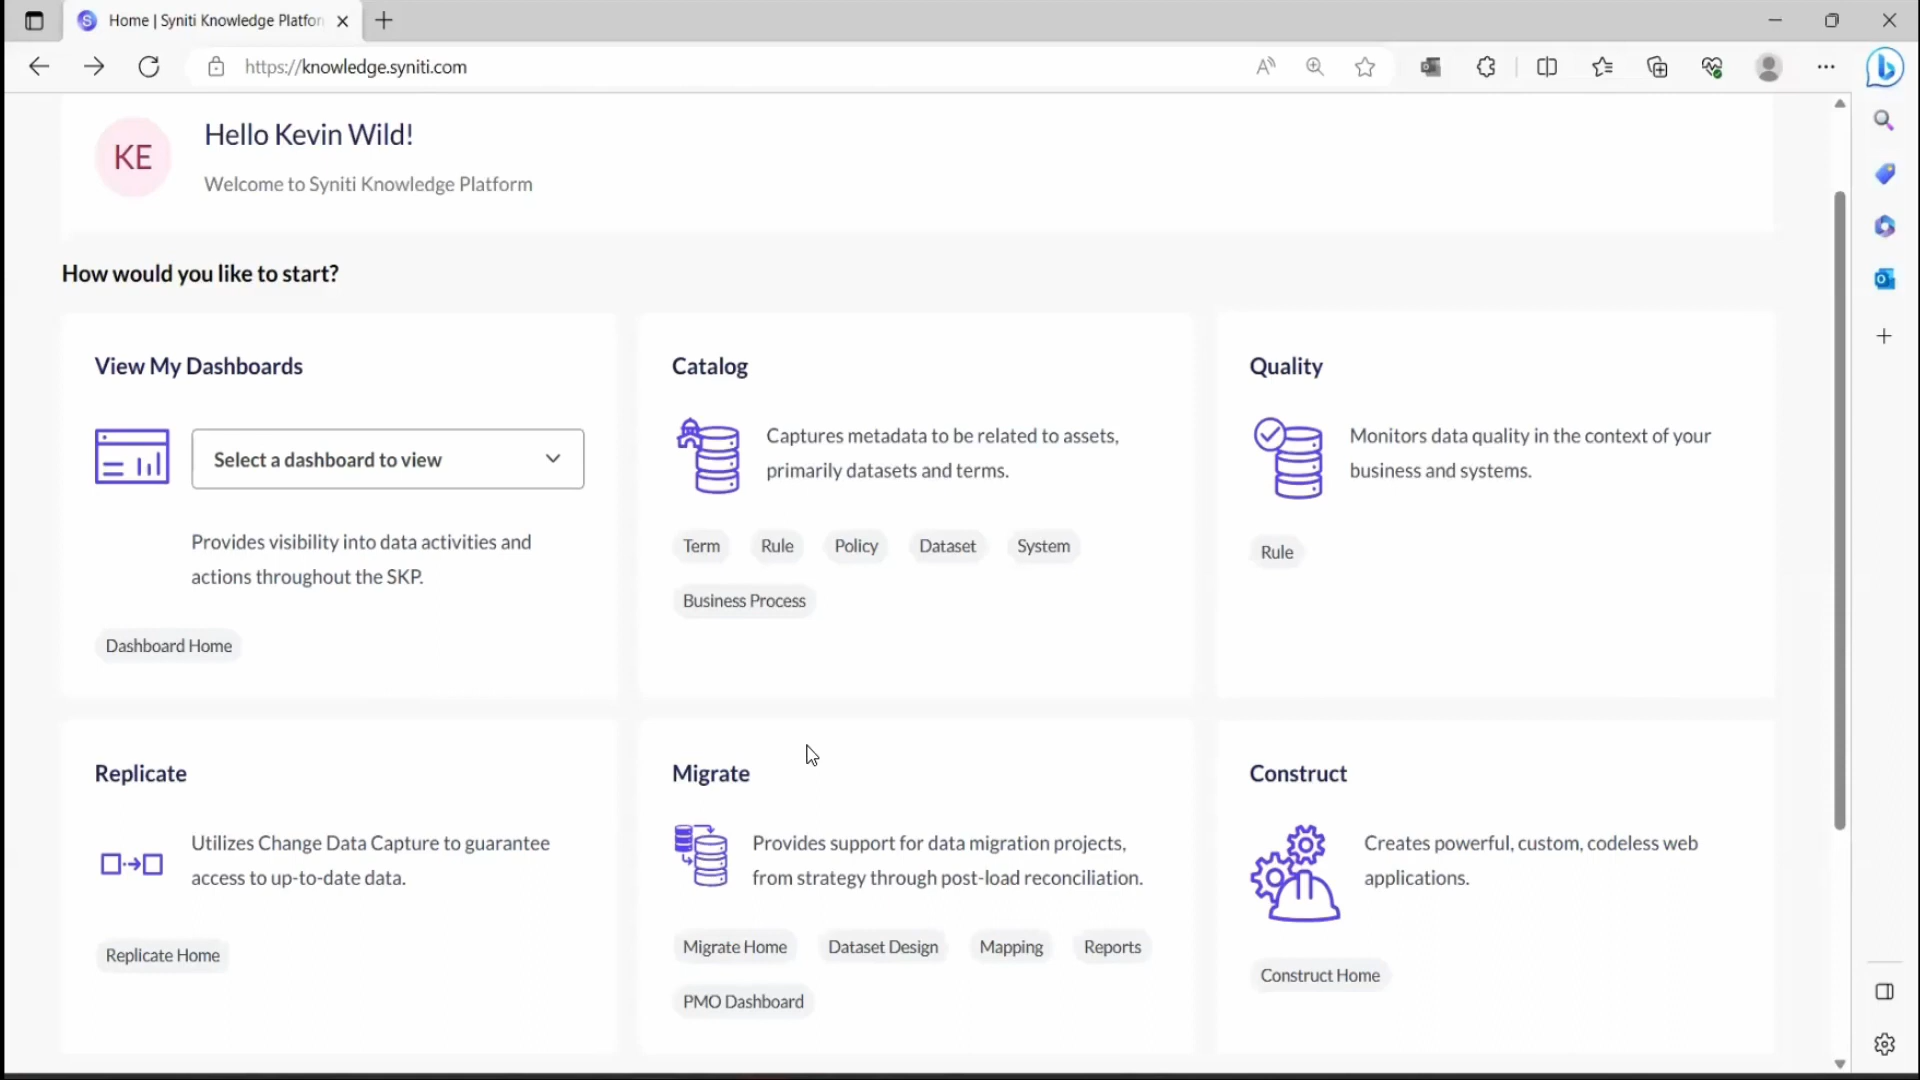 Home | Syniti Knowledge Platfor
https://knowledge.syniti.com
KE
Hello Kevin Wild!
Welcome to Syniti Knowledge Platform
How would you like to start?
View My Dashboards
Select a dashboard to view
Provides visibility into data activities and
actions throughout the SKP.
Dashboard Home
Catalog
Captures metadata to be related to assets,
primarily datasets and terms.
Term Rule Policy Dataset System
Business Process
Quality
Monitors data quality in the context of your
business and systems.
Rule
Replicate
Utilizes Change Data Capture to guarantee
access to up-to-date data.
Replicate Home
Migrate
Provides support for data migration projects,
from strategy through post-load reconciliation.
Migrate Home Dataset Design Mapping Reports
PMO Dashboard
Construct
Creates powerful, custom, codeless web
applications.
Construct Home